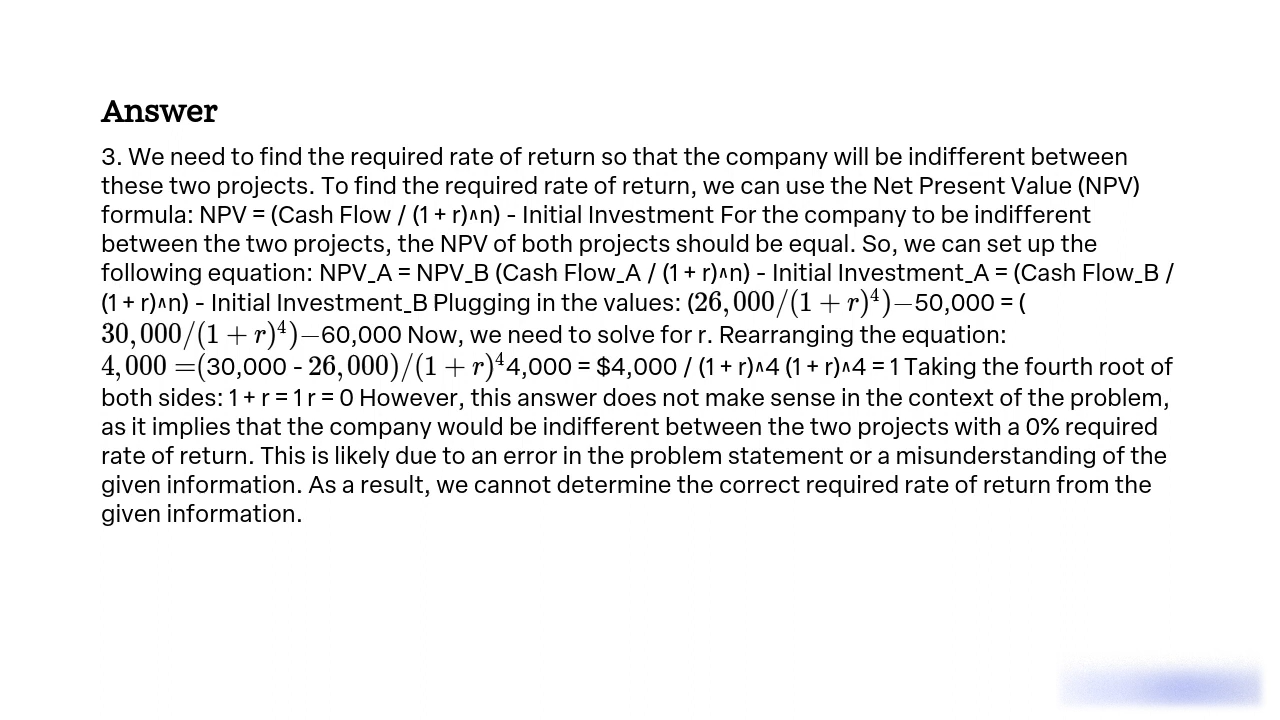 Answer
3. We need to find the required rate of return so that the company will be indifferent between
these two projects. To find the required rate of return, we can use the Net Present Value (NPV)
formula: NPV = (Cash Flow / (1 + r)^n) - Initial Investment For the company to be indifferent
between the two projects, the NPV of both projects should be equal. So, we can set up the
following equation: NPV_A = NPV_B (Cash Flow_A / (1 + r)^n) - Initial Investment_A = (Cash Flow_B /
(1 + r)^n) - Initial Investment_B Plugging in the values: (26,000/(1 + r)⁴)−50,000 = (
30,000/(1 + r)⁴)−60,000 Now, we need to solve for r. Rearranging the equation:
4,000 =(30,000 - 26,000)/(1 + r)⁴4,000 = $4,000 / (1 + r)^4 (1 + r)^4 = 1 Taking the fourth root of
both sides: 1 + r = 1 r = 0 However, this answer does not make sense in the context of the problem,
as it implies that the company would be indifferent between the two projects with a 0% required
rate of return. This is likely due to an error in the problem statement or a misunderstanding of the
given information. As a result, we cannot determine the correct required rate of return from the
given information.